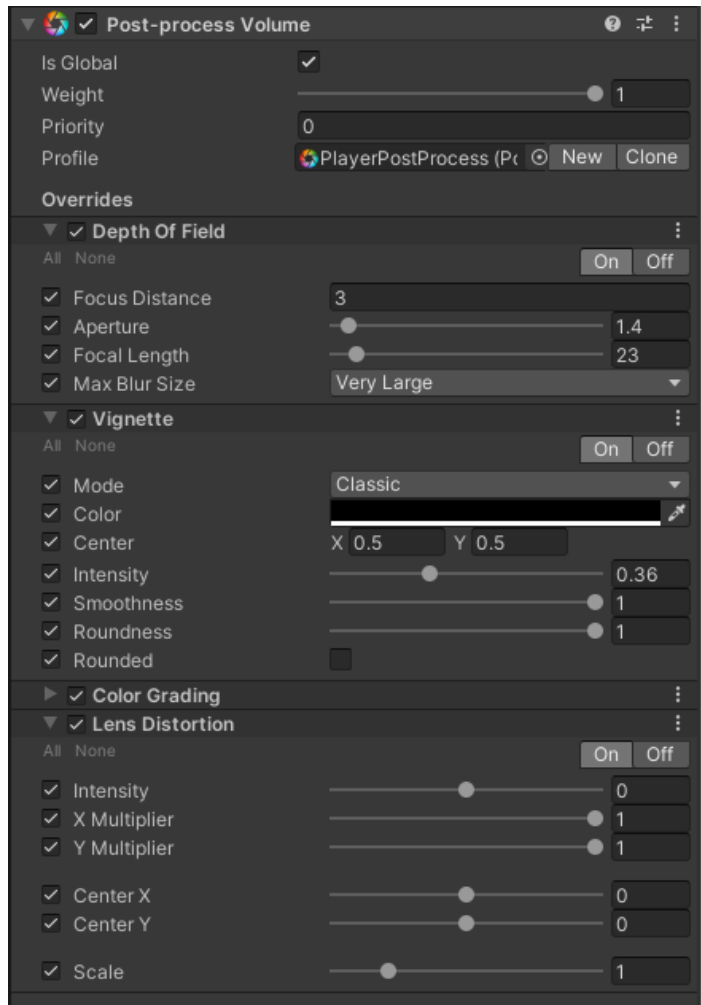 Post-process Volume
Is Global
Weight 1
Priority 0
Profile PlayerPostProcess (Po New Clone
Overrides
Depth Of Field
All None On Off
Focus Distance 3
Aperture 1.4
Focal Length 23
Max Blur Size Very Large
Vignette
All None On Off
Mode Classic
Color
Center X 0.5 Y 0.5
Intensity 0.36
Smoothness 1
Roundness 1
Rounded
Color Grading
Lens Distortion
All None On Off
Intensity 0
X Multiplier 1
Y Multiplier 1
Center X 0
Center Y 0
Scale 1